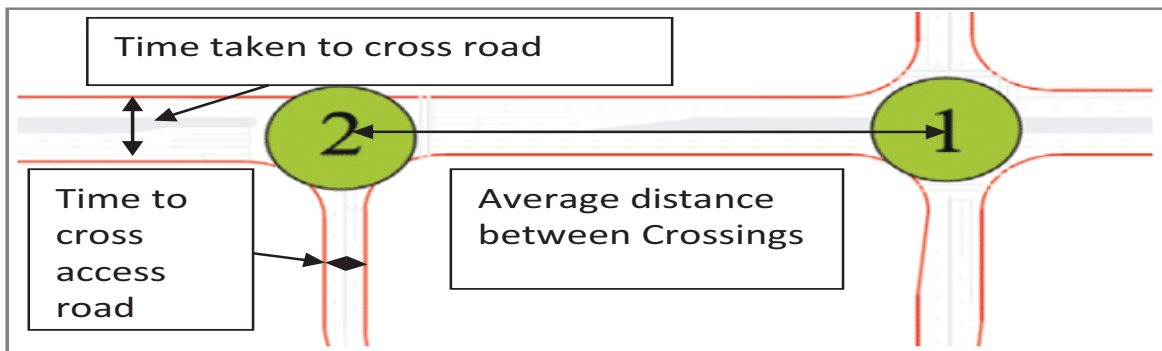 Time taken to cross road
2
1
Time to
cross
access
road
Average distance
between Crossings